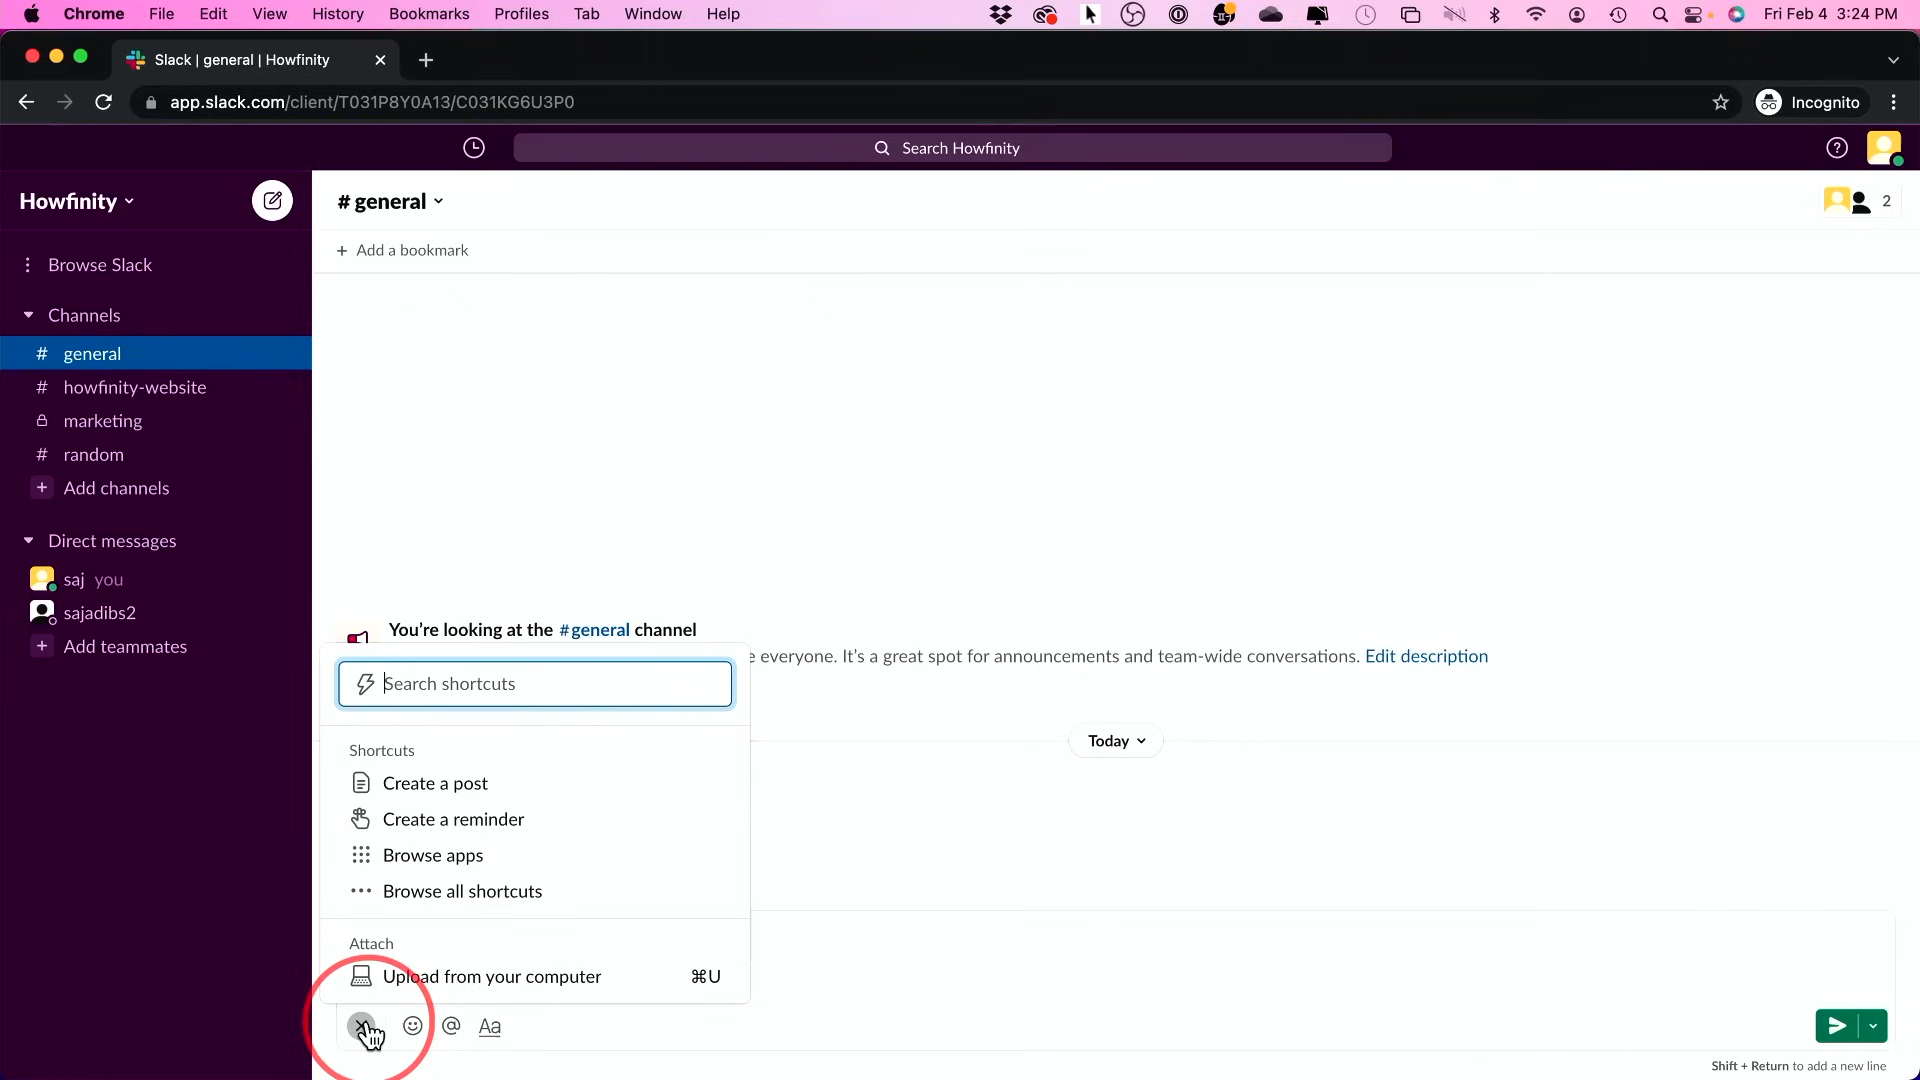 Chrome File Edit View History Bookmarks Profiles Tab Window Help Fri Feb 4 3:24 PM
Slack | general | Howfinity
app.slack.com/client/T031P8Y0A13/C031KG6U3P0 Incognito
Search Howfinity
Howfinity
# general
2
+ Add a bookmark
Browse Slack
Channels
# general
# howfinity-website
marketing
# random
+ Add channels
Direct messages
saj you
sajadibs2
+ Add teammates
You're looking at the #general channel
e everyone. It's a great spot for announcements and team-wide conversations. Edit description
Search shortcuts
Today
Shortcuts
Create a post
Create a reminder
Browse apps
Browse all shortcuts
Attach
Upload from your computer ⌘U
@ Aa
Shift + Return to add a new line